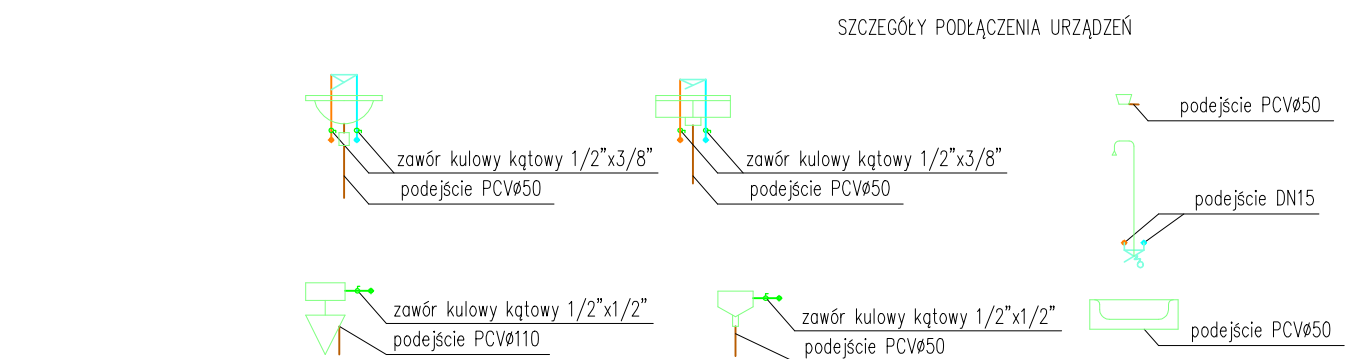 SZCZEGÓŁY PODŁĄCZENIA URZĄDZEŃ
zawór kulowy kątowy 1/2"x3/8"
podejście PCVø50
zawór kulowy kątowy 1/2"x3/8"
podejście PCVø50
podejście PCVø50
podejście DN15
zawór kulowy kątowy 1/2"x1/2"
podejście PCVø110
zawór kulowy kątowy 1/2"x1/2"
podejście PCVø50
podejście PCVø50